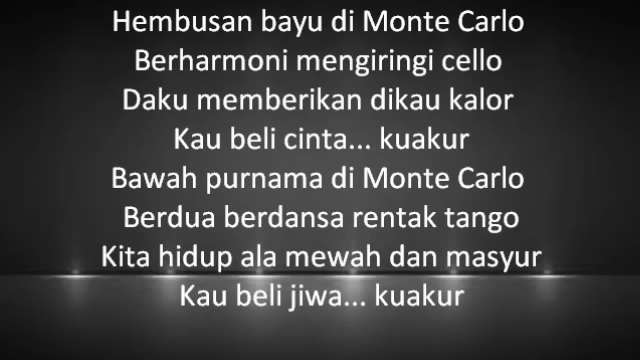 Hembusan bayu di Monte Carlo
Berharmoni mengiringi cello
Daku memberikan dikau kalor
Kau beli cinta... kuakur
Bawah purnama di Monte Carlo
Berdua berdansa rentak tango
Kita hidup ala mewah dan masyur
Kau beli jiwa... kuakur